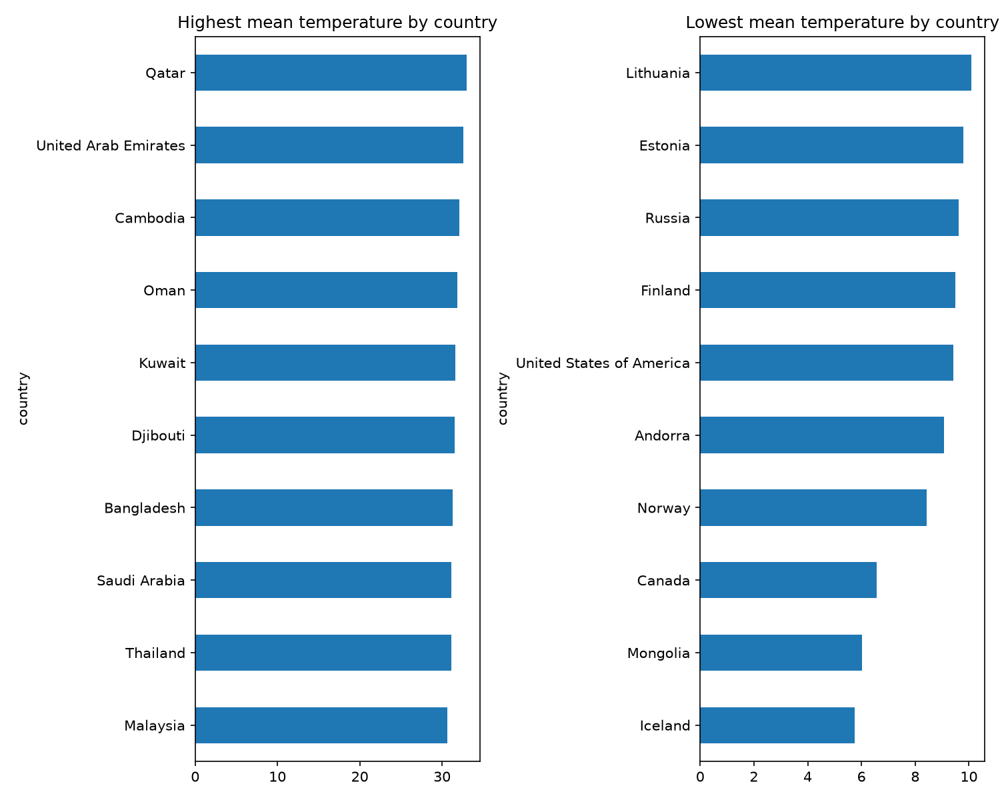 Highest mean temperature by country
country
Qatar
United Arab Emirates
Cambodia
Oman
Kuwait
Djibouti
Bangladesh
Saudi Arabia
Thailand
Malaysia
0 10 20 30
Lowest mean temperature by country
country
Lithuania
Estonia
Russia
Finland
United States of America
Andorra
Norway
Canada
Mongolia
Iceland
0 2 4 6 8 10